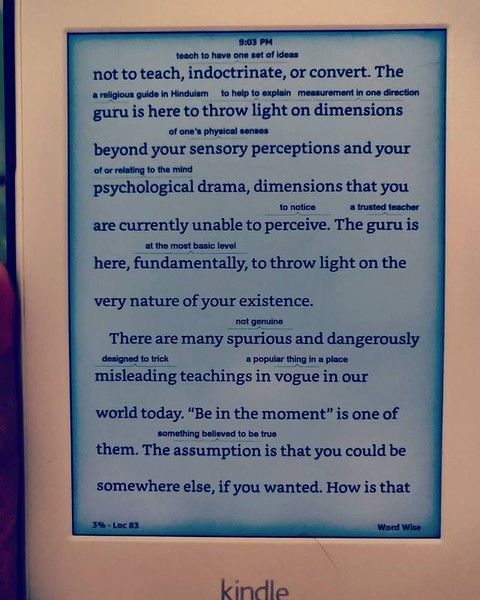 9:03 PM
teach to have one set of ideas
not to teach, indoctrinate, or convert. The
a religious guide in Hinduism to help to explain measurement in one direction
guru is here to throw light on dimensions
of one's physical senses
beyond your sensory perceptions and your
of or relating to the mind
psychological drama, dimensions that you
to notice a trusted teacher
are currently unable to perceive. The guru is
at the most basic level
here, fundamentally, to throw light on the
very nature of your existence.
not genuine
There are many spurious and dangerously
designed to trick a popular thing in a place
misleading teachings in vogue in our
world today. “Be in the moment” is one of
something believed to be true
them. The assumption is that you could be
somewhere else, if you wanted. How is that
3% - Loc 83 Word Wise
kindle